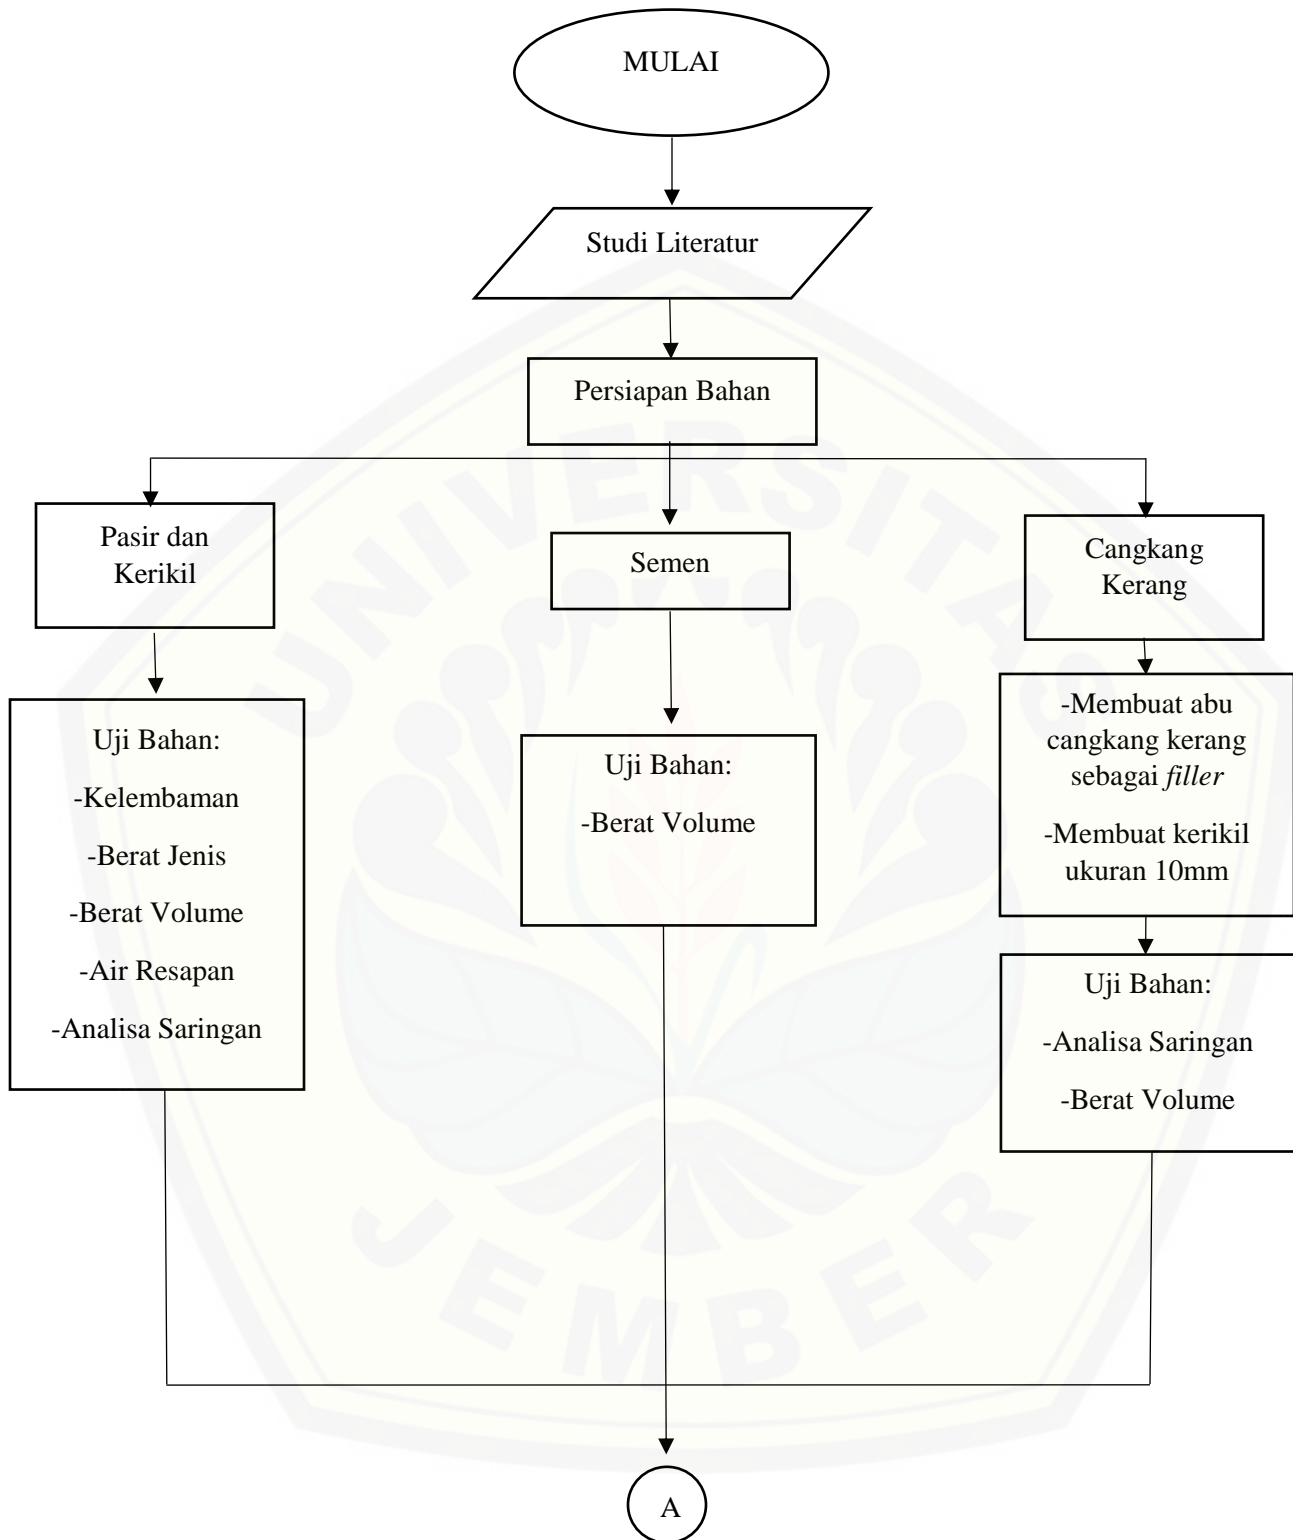 MULAI
Studi Literatur
Persiapan Bahan
Pasir dan
Kerikil
Semen
Cangkang
Kerang
Uji Bahan:
-Kelembaman
-Berat Jenis
-Berat Volume
-Air Resapan
-Analisa Saringan
Uji Bahan:
-Berat Volume
-Membuat abu
cangkang kerang
sebagai filler
-Membuat kerikil
ukuran 10mm
Uji Bahan:
-Analisa Saringan
-Berat Volume
A
UNIVERSITAS
JEMBER